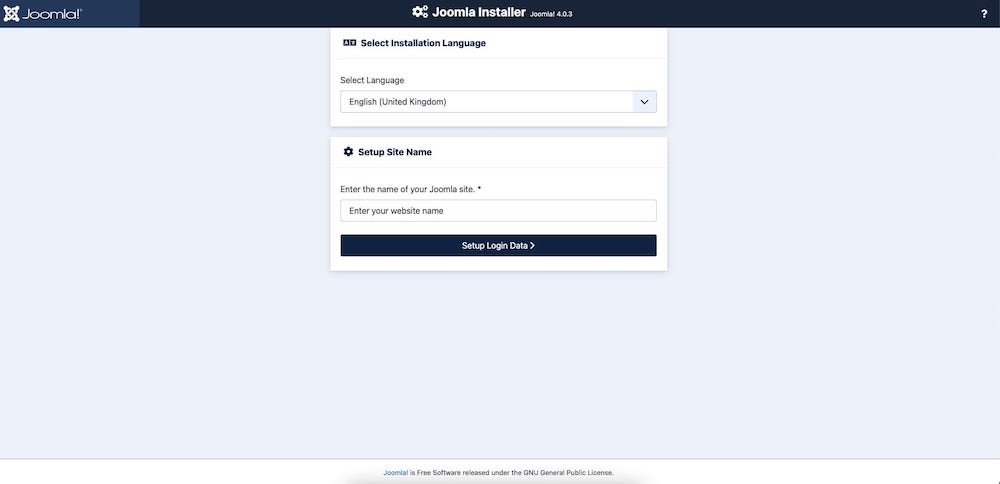 Joomla!
Joomla Installer Joomla! 4.0.3
?
Select Installation Language
Select Language
English (United Kingdom)
Setup Site Name
Enter the name of your Joomla site. *
Enter your website name
Setup Login Data
Joomla! is Free Software released under the GNU General Public License.